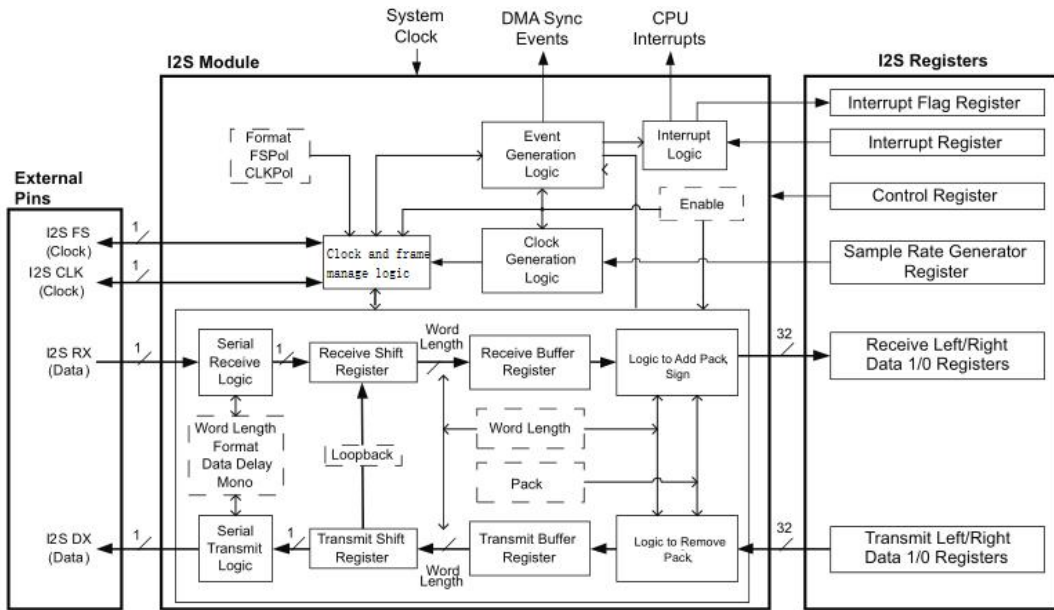 System
Clock
DMA Sync
Events
CPU
Interrupts
I2S Module
I2S Registers
Interrupt Flag Register
Interrupt Register
Control Register
Sample Rate Generator
Register
Receive Left/Right
Data 1/0 Registers
Transmit Left/Right
Data 1/0 Registers
External
Pins
I2S FS
(Clock)
I2S CLK
(Clock)
I2S RX
(Data)
I2S DX
(Data)
1
1
1
1
Format
FSPol
CLKPol
Event
Generation
Logic
Interrupt
Logic
Enable
Clock and frame
manage logic
Clock
Generation
Logic
Serial
Receive
Logic
1
Receive Shift
Register
Word
Length
Receive Buffer
Register
Logic to Add Pack
Sign
32
Word Length
Format
Data Delay
Mono
Loopback
Word Length
Pack
Serial
Transmit
Logic
1
Transmit Shift
Register
Word
Length
Transmit Buffer
Register
Logic to Remove
Pack
32